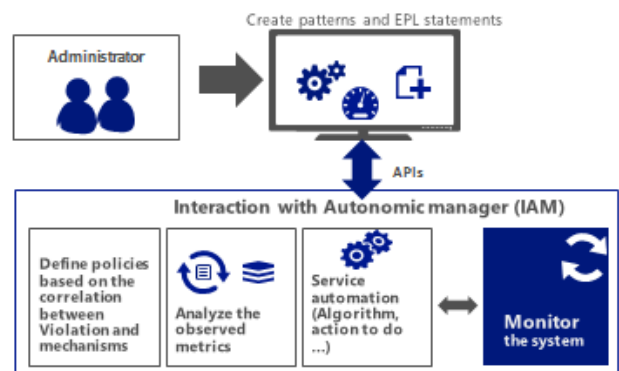 Create patterns and EPL statements
Administrator
APIs
Interaction with Autonomic manager (IAM)
Define policies
based on the
correlation
between
Violation and
mechanisms
Analyze the
observed
metrics
Service
automation
(Algorithm,
action to do
...)
Monitor
the system